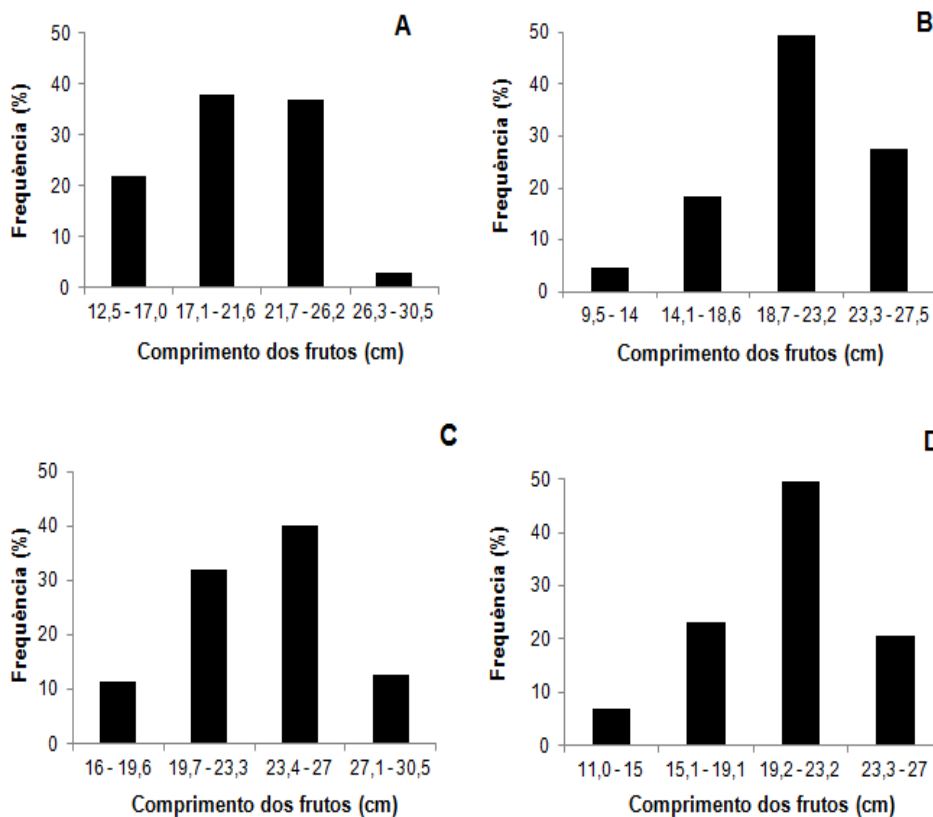 A
Frequència (%)
50
40
30
20
10
0
12,5 - 17,0 17,1 - 21,6 21,7 - 26,2 26,3 - 30,5
Comprimento dos frutos (cm)
B
Frequència (%)
50
40
30
20
10
0
9,5 - 14 14,1 - 18,6 18,7 - 23,2 23,3 - 27,5
Comprimento dos frutos (cm)
C
Frequència (%)
50
40
30
20
10
0
16 - 19,6 19,7 - 23,3 23,4 - 27 27,1 - 30,5
Comprimento dos frutos (cm)
D
Frequència (%)
50
40
30
20
10
0
11,0 - 15 15,1 - 19,1 19,2 - 23,2 23,3 - 27
Comprimento dos frutos (cm)